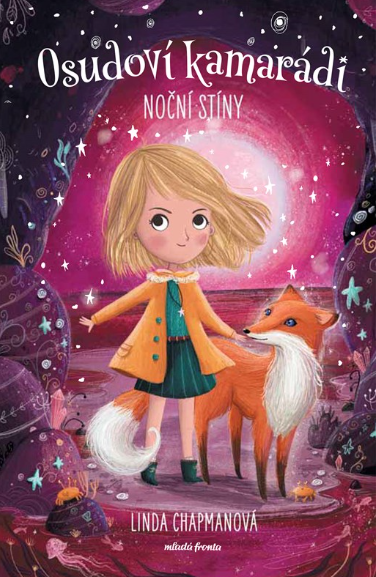 Osudoví kamarádi
NOČNÍ STÍNY
LINDA CHAPMANOVÁ
mladá fronta